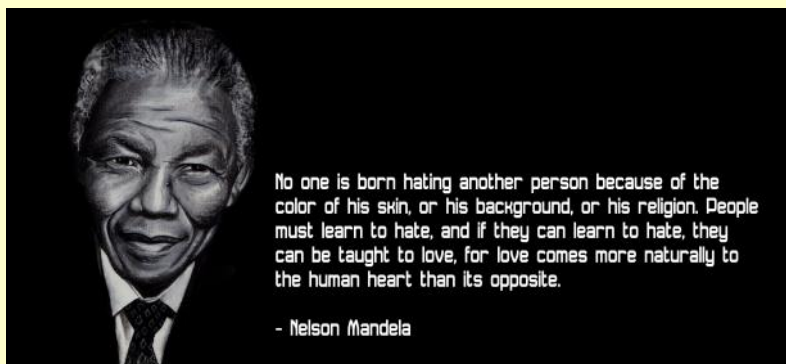 No one is born hating another person because of the
color of his skin, or his background, or his religion. People
must learn to hate, and if they can learn to hate, they
can be taught to love, for love comes more naturally to
the human heart than its opposite.
- Nelson Mandela